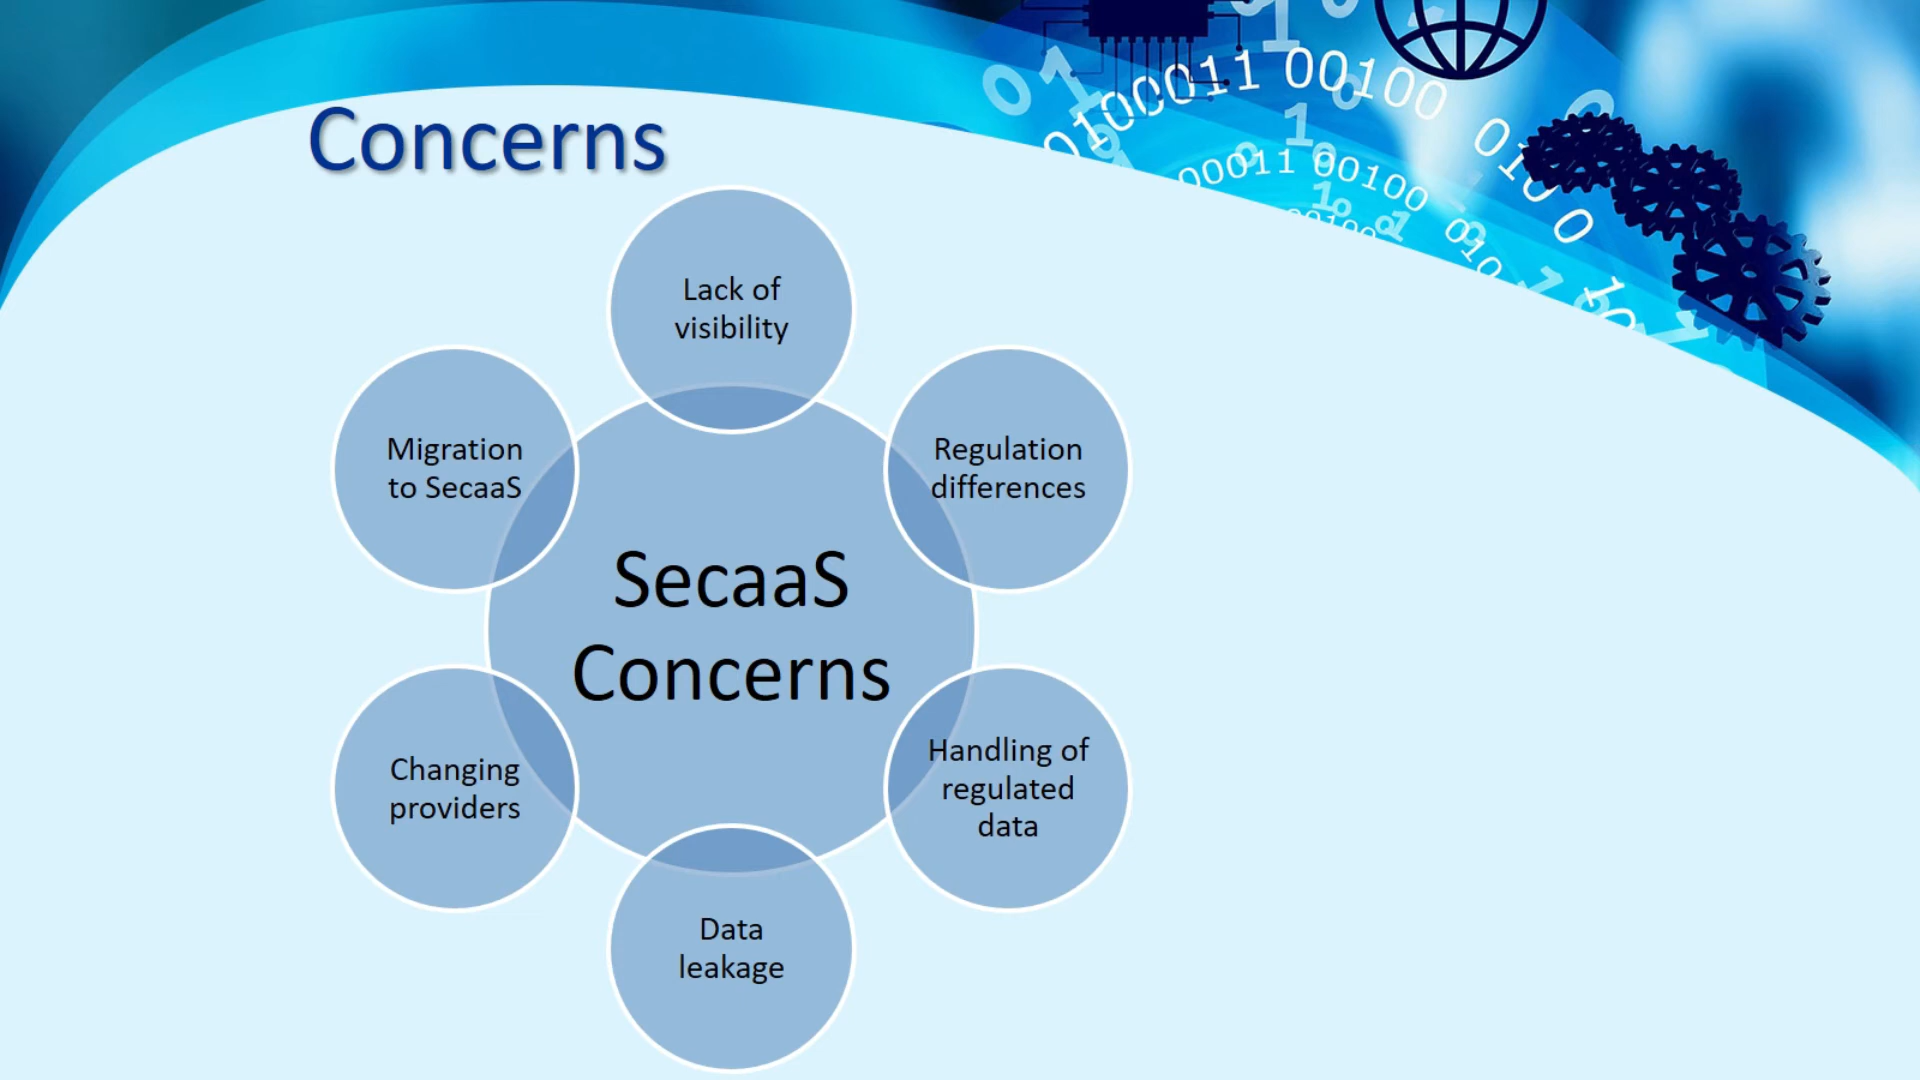 Concerns
Lack of
visibility
Regulation
differences
Handling of
regulated
data
Data
leakage
Changing
providers
Migration
to SecaaS
SecaaS
Concerns